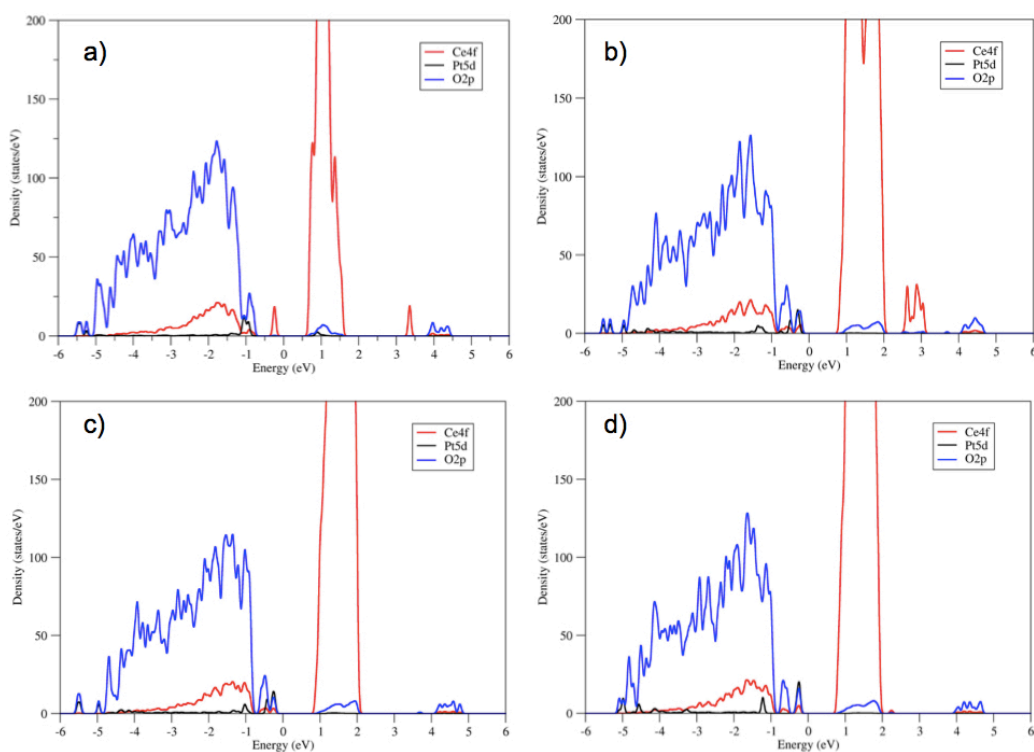 a)
200
150
100
50
0
Density (states/eV)
Ce4f
Pt5d
O2p
-6 -5 -4 -3 -2 -1 0 1 2 3 4 5 6
Energy (eV)
b)
200
150
100
50
0
Density (states/eV)
Ce4f
Pt5d
O2p
-6 -5 -4 -3 -2 -1 0 1 2 3 4 5 6
Energy (eV)
c)
200
150
100
50
0
Density (states/eV)
Ce4f
Pt5d
O2p
-6 -5 -4 -3 -2 -1 0 1 2 3 4 5 6
Energy (eV)
d)
200
150
100
50
0
Density (states/eV)
Ce4f
Pt5d
O2p
-6 -5 -4 -3 -2 -1 0 1 2 3 4 5 6
Energy (eV)